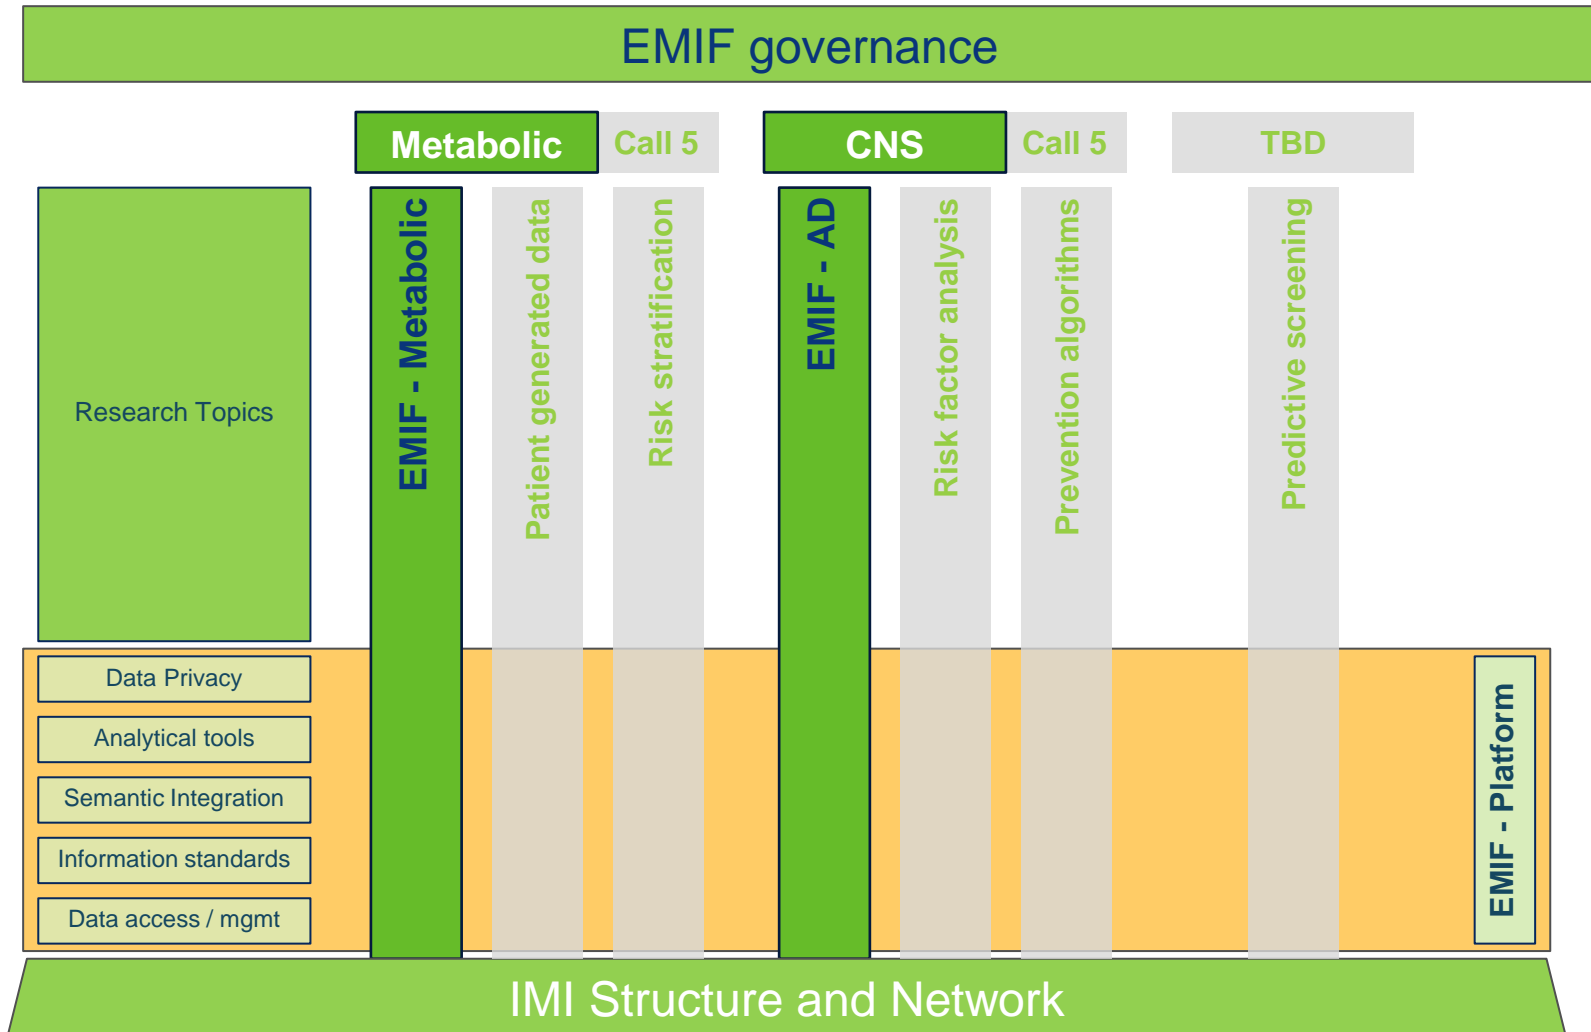 EMIF governance
Metabolic
Call 5
CNS
Call 5
TBD
Research Topics
EMIF - Metabolic
Patient generated data
Risk stratification
EMIF - AD
Risk factor analysis
Prevention algorithms
Predictive screening
Data Privacy
Analytical tools
Semantic Integration
Information standards
Data access / mgmt
EMIF - Platform
IMI Structure and Network